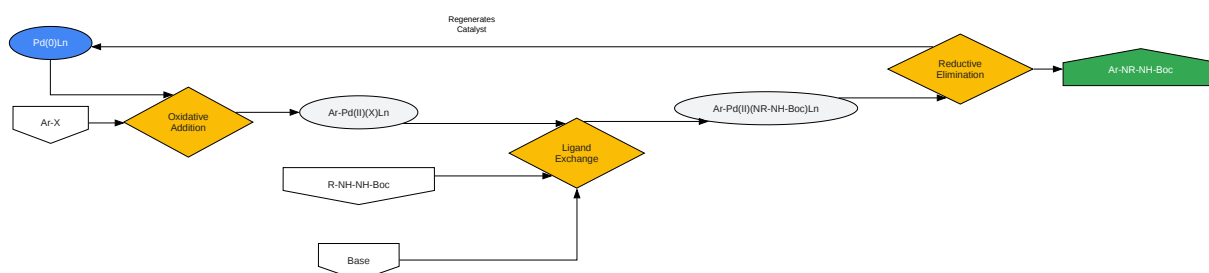 Regenerates
Catalyst
Pd(0)Ln
Reductive
Elimination
Ar-NR-NH-Boc
Ar-X
Oxidative
Addition
Ar-Pd(II)(X)Ln
Ar-Pd(II)(NR-NH-Boc)Ln
Ligand
Exchange
R-NH-NH-Boc
Base